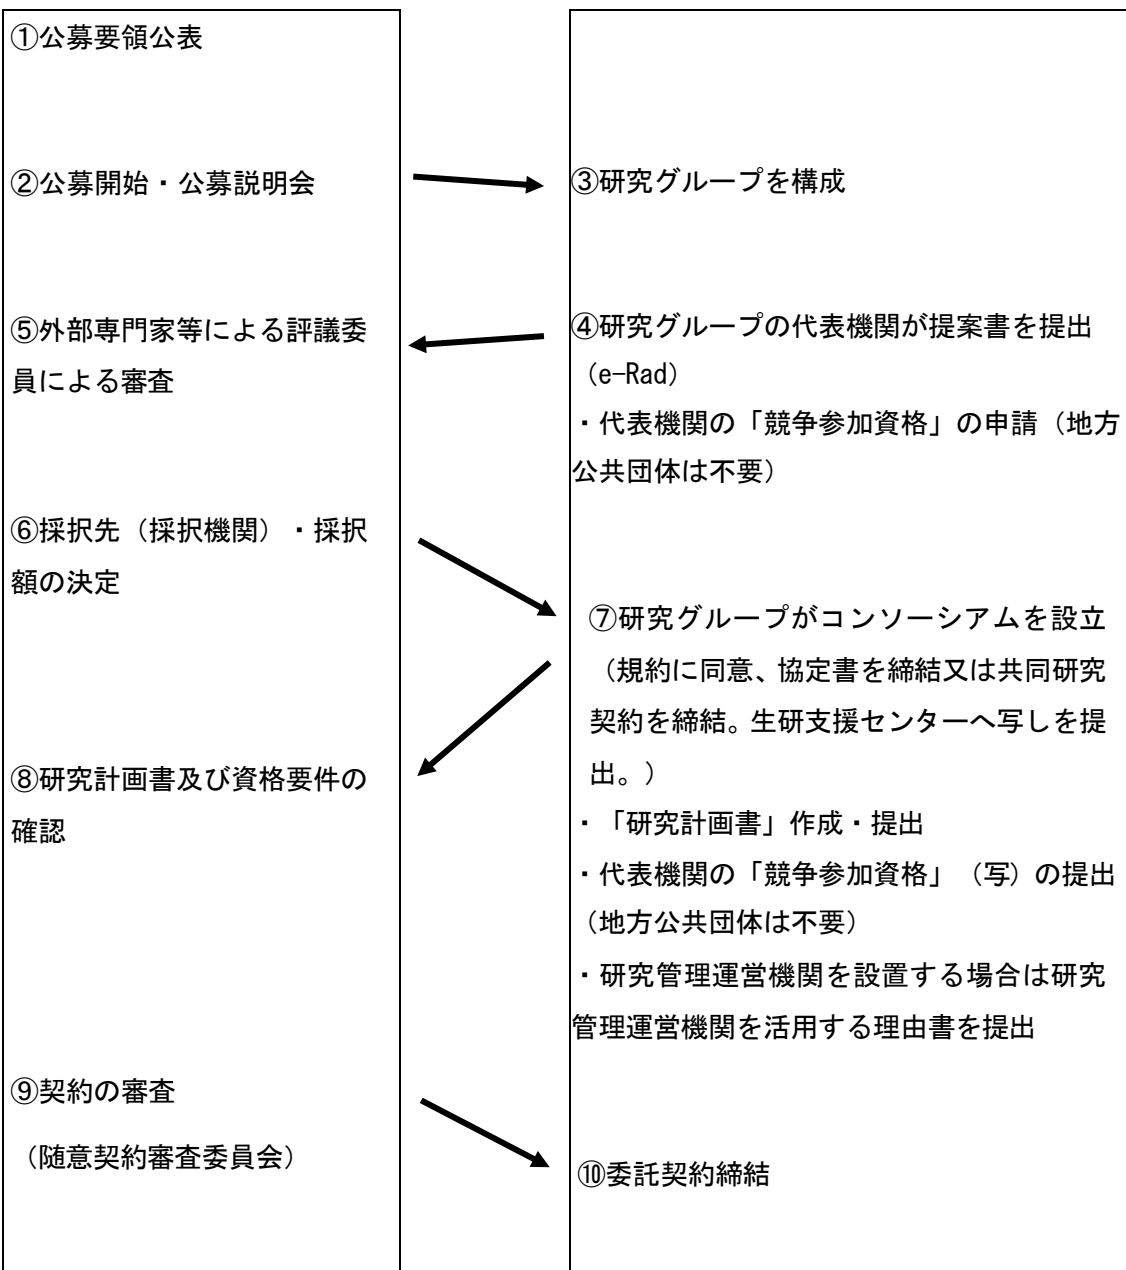 ①公募要領公表
②公募開始・公募説明会
③研究グループを構成
④研究グループの代表機関が提案書を提出
（e-Rad）
・代表機関の「競争参加資格」の申請（地方
公共団体は不要）
⑤外部専門家等による評議委
員による審査
⑥採択先（採択機関）・採択
額の決定
⑦研究グループがコンソーシアムを設立
（規約に同意、協定書を締結又は共同研究
契約を締結。生研支援センターへ写しを提
出。）
・「研究計画書」作成・提出
・代表機関の「競争参加資格」（写）の提出
（地方公共団体は不要）
・研究管理運営機関を設置する場合は研究
管理運営機関を活用する理由書を提出
⑧研究計画書及び資格要件の
確認
⑨契約の審査
（随意契約審査委員会）
⑩委託契約締結